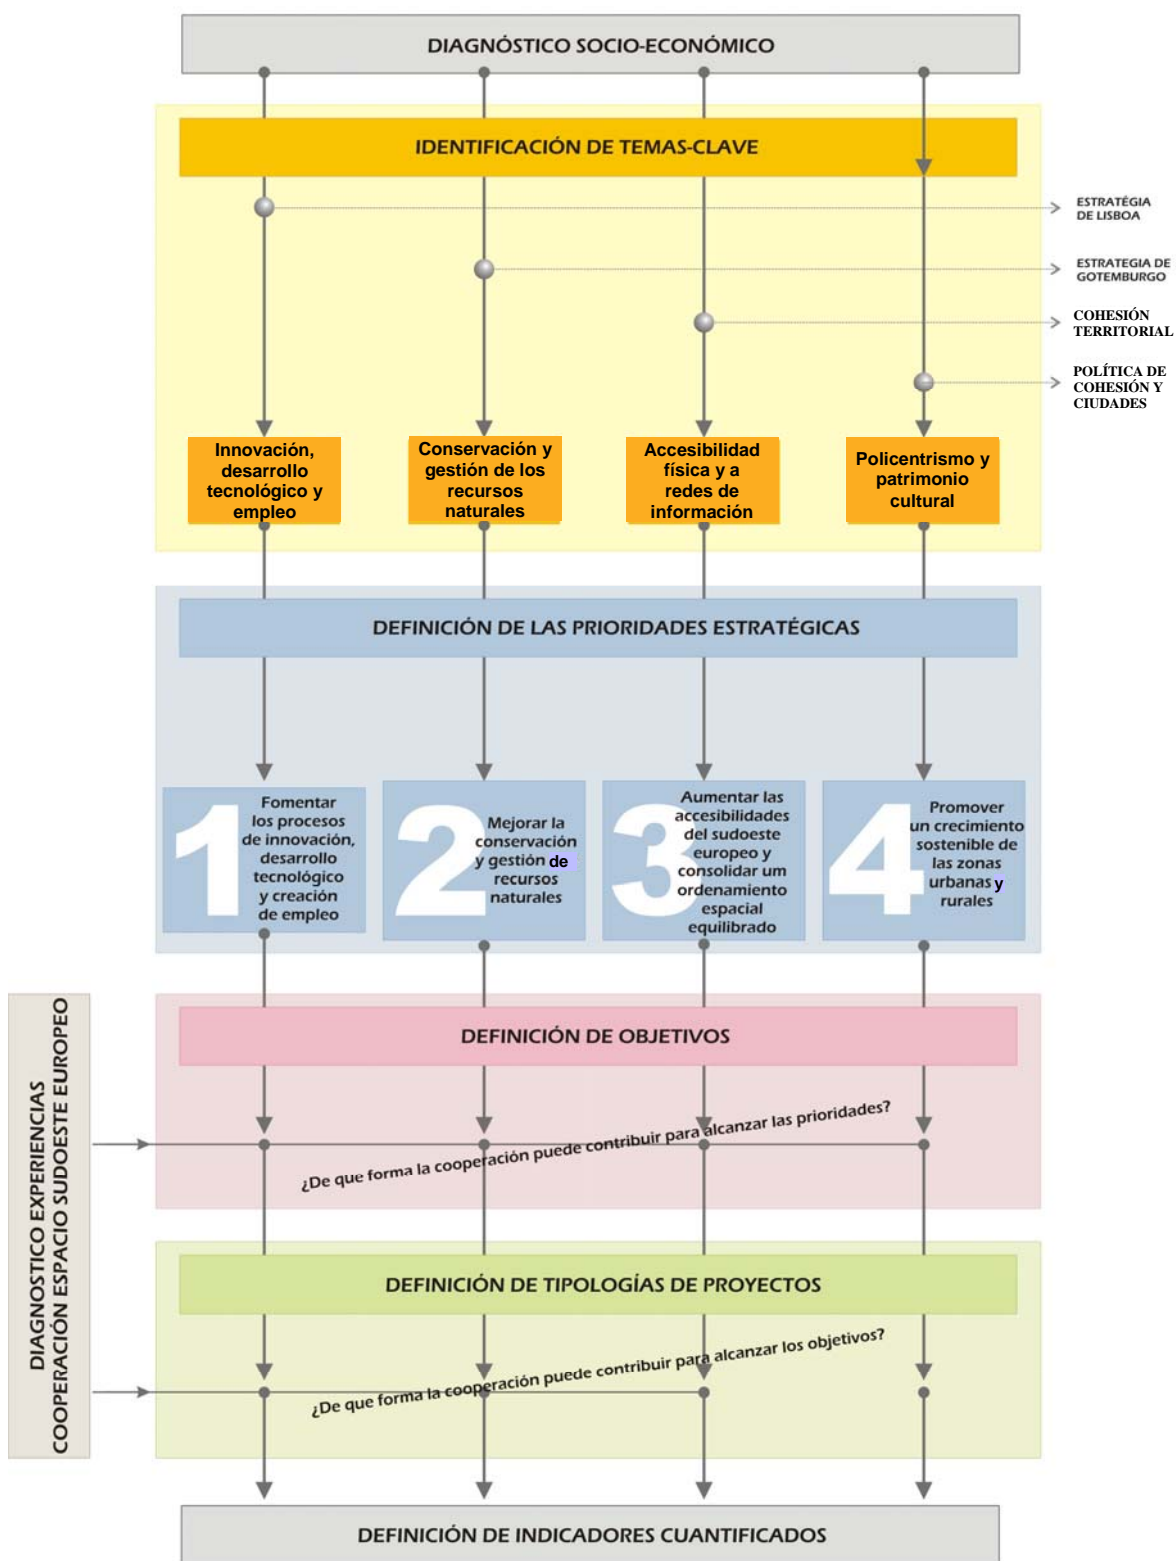 DIAGNÓSTICO SOCIO-ECONÓMICO
IDENTIFICACIÓN DE TEMAS-CLAVE
ESTRATÉGIA
DE LISBOA
ESTRATEGIA DE
GOTEMBURGO
COHESIÓN
TERRITORIAL
POLÍTICA DE
COHESIÓN Y
CIUDADES
Innovación,
desarrollo
tecnológico y
empleo
Conservación y
gestión de los
recursos
naturales
Accesibilidad
física y a
redes de
información
Policentrismo y
patrimonio
cultural
DEFINICIÓN DE LAS PRIORIDADES ESTRATÉGICAS
1
Fomentar
los procesos
de innovación,
desarrollo
tecnológico
y creación
de empleo
2
Mejorar la
conservación
y gestión de
recursos
naturales
3
Aumentar las
accesibilidades
del sudoeste
europeo y
consolidar um
ordenamiento
espacial
equilibrado
4
Promover
un crecimiento
sostenible de
las zonas
urbanas y
rurales
DIAGNOSTICO EXPERIENCIAS
COOPERACIÓN ESPACIO SUDOESTE EUROPEO
DEFINICIÓN DE OBJETIVOS
¿De que forma la cooperación puede contribuir para alcanzar las prioridades?
DEFINICIÓN DE TIPOLOGÍAS DE PROYECTOS
¿De que forma la cooperación puede contribuir para alcanzar los objetivos?
DEFINICIÓN DE INDICADORES CUANTIFICADOS